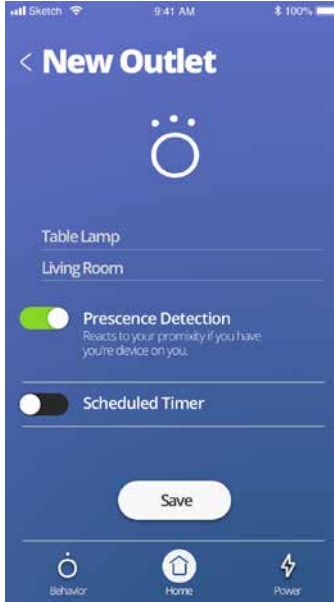 Sketch 9:41 AM 100%
< New Outlet
Table Lamp
Living Room
Prescence Detection
Reacts to your promixity if you have
you're device on you.
Scheduled Timer
Save
Behavior Home Power